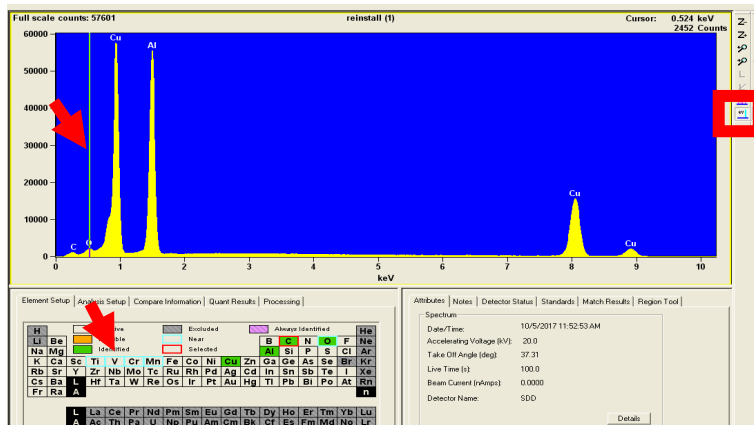 Full scale counts: 57601 reinstall (1) Cursor: 0.524 keV
2452 Counts
60000
50000
40000
30000
20000
10000
0
Cu
Al
C
O
Cu
Cu
0 1 2 3 4 5 6 7 8 9 10
keV
Z-
Z+
L
K
Element Setup Analysis Setup Compare Information Quant Results Processing
Excluded Always Identified
Near
Identified Selected
H He
Li Be B C N O F Ne
Na Mg Al Si P S Cl Ar
K Ca Sc Ti V Cr Mn Fe Co Ni Cu Zn Ga Ge As Se Br Kr
Rb Sr Y Zr Nb Mo Tc Ru Rh Pd Ag Cd In Sn Sb Te I Xe
Cs Ba L Hf Ta W Re Os Ir Pt Au Hg Tl Pb Bi Po At Rn
Fr Ra A n
L La Ce Pr Nd Pm Sm Eu Gd Tb Dy Ho Er Tm Yb Lu
A Ac Th Pa U Np Pu Am Cm Bk Cf Es Fm Md No Lr
Attributes Notes Detector Status Standards Match Results Region Tool
Spectrum
Date/Time: 10/5/2017 11:52:53 AM
Accelerating Voltage (kV): 20.0
Take Off Angle (deg): 37.31
Live Time (s): 100.0
Beam Current (nAmps): 0.0000
Detector Name: SDD
Details